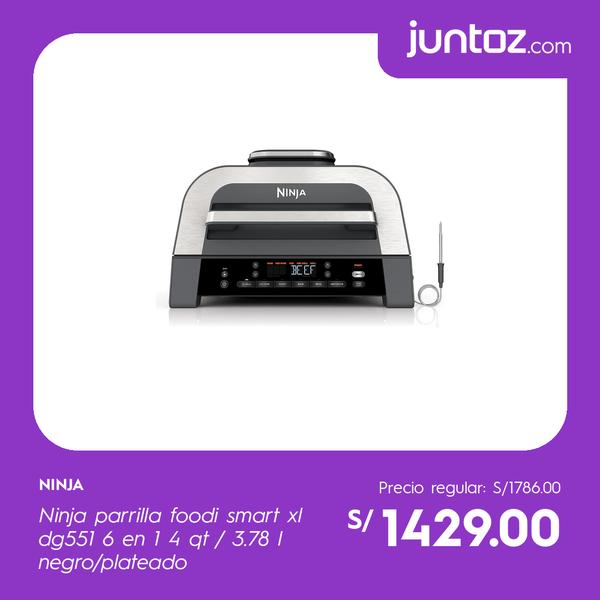 juntoz.com
NINJA
BEEF
NINJA
Ninja parrilla foodi smart xl
dg551 6 en 1 4 qt / 3.78 l
negro/plateado
Precio regular: S/1786.00
S/ 1429.00